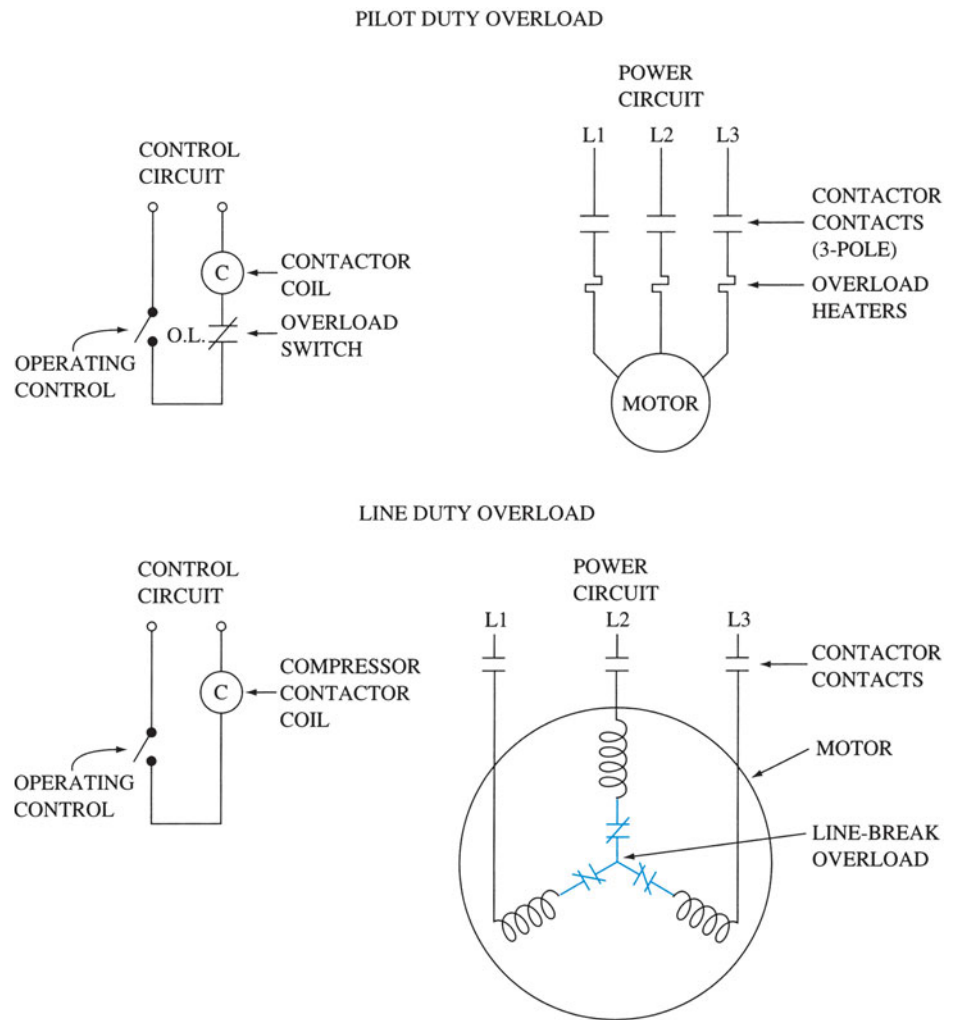 PILOT DUTY OVERLOAD
POWER
CIRCUIT
L1 L2 L3
CONTROL
CIRCUIT
CONTACTOR
CONTACTS
(3-POLE)
C
CONTACTOR
COIL
OVERLOAD
HEATERS
O.L.
OVERLOAD
SWITCH
OPERATING
CONTROL
MOTOR
LINE DUTY OVERLOAD
CONTROL
CIRCUIT
POWER
CIRCUIT
L1 L2 L3
C
COMPRESSOR
CONTACTOR
COIL
CONTACTOR
CONTACTS
MOTOR
OPERATING
CONTROL
LINE-BREAK
OVERLOAD